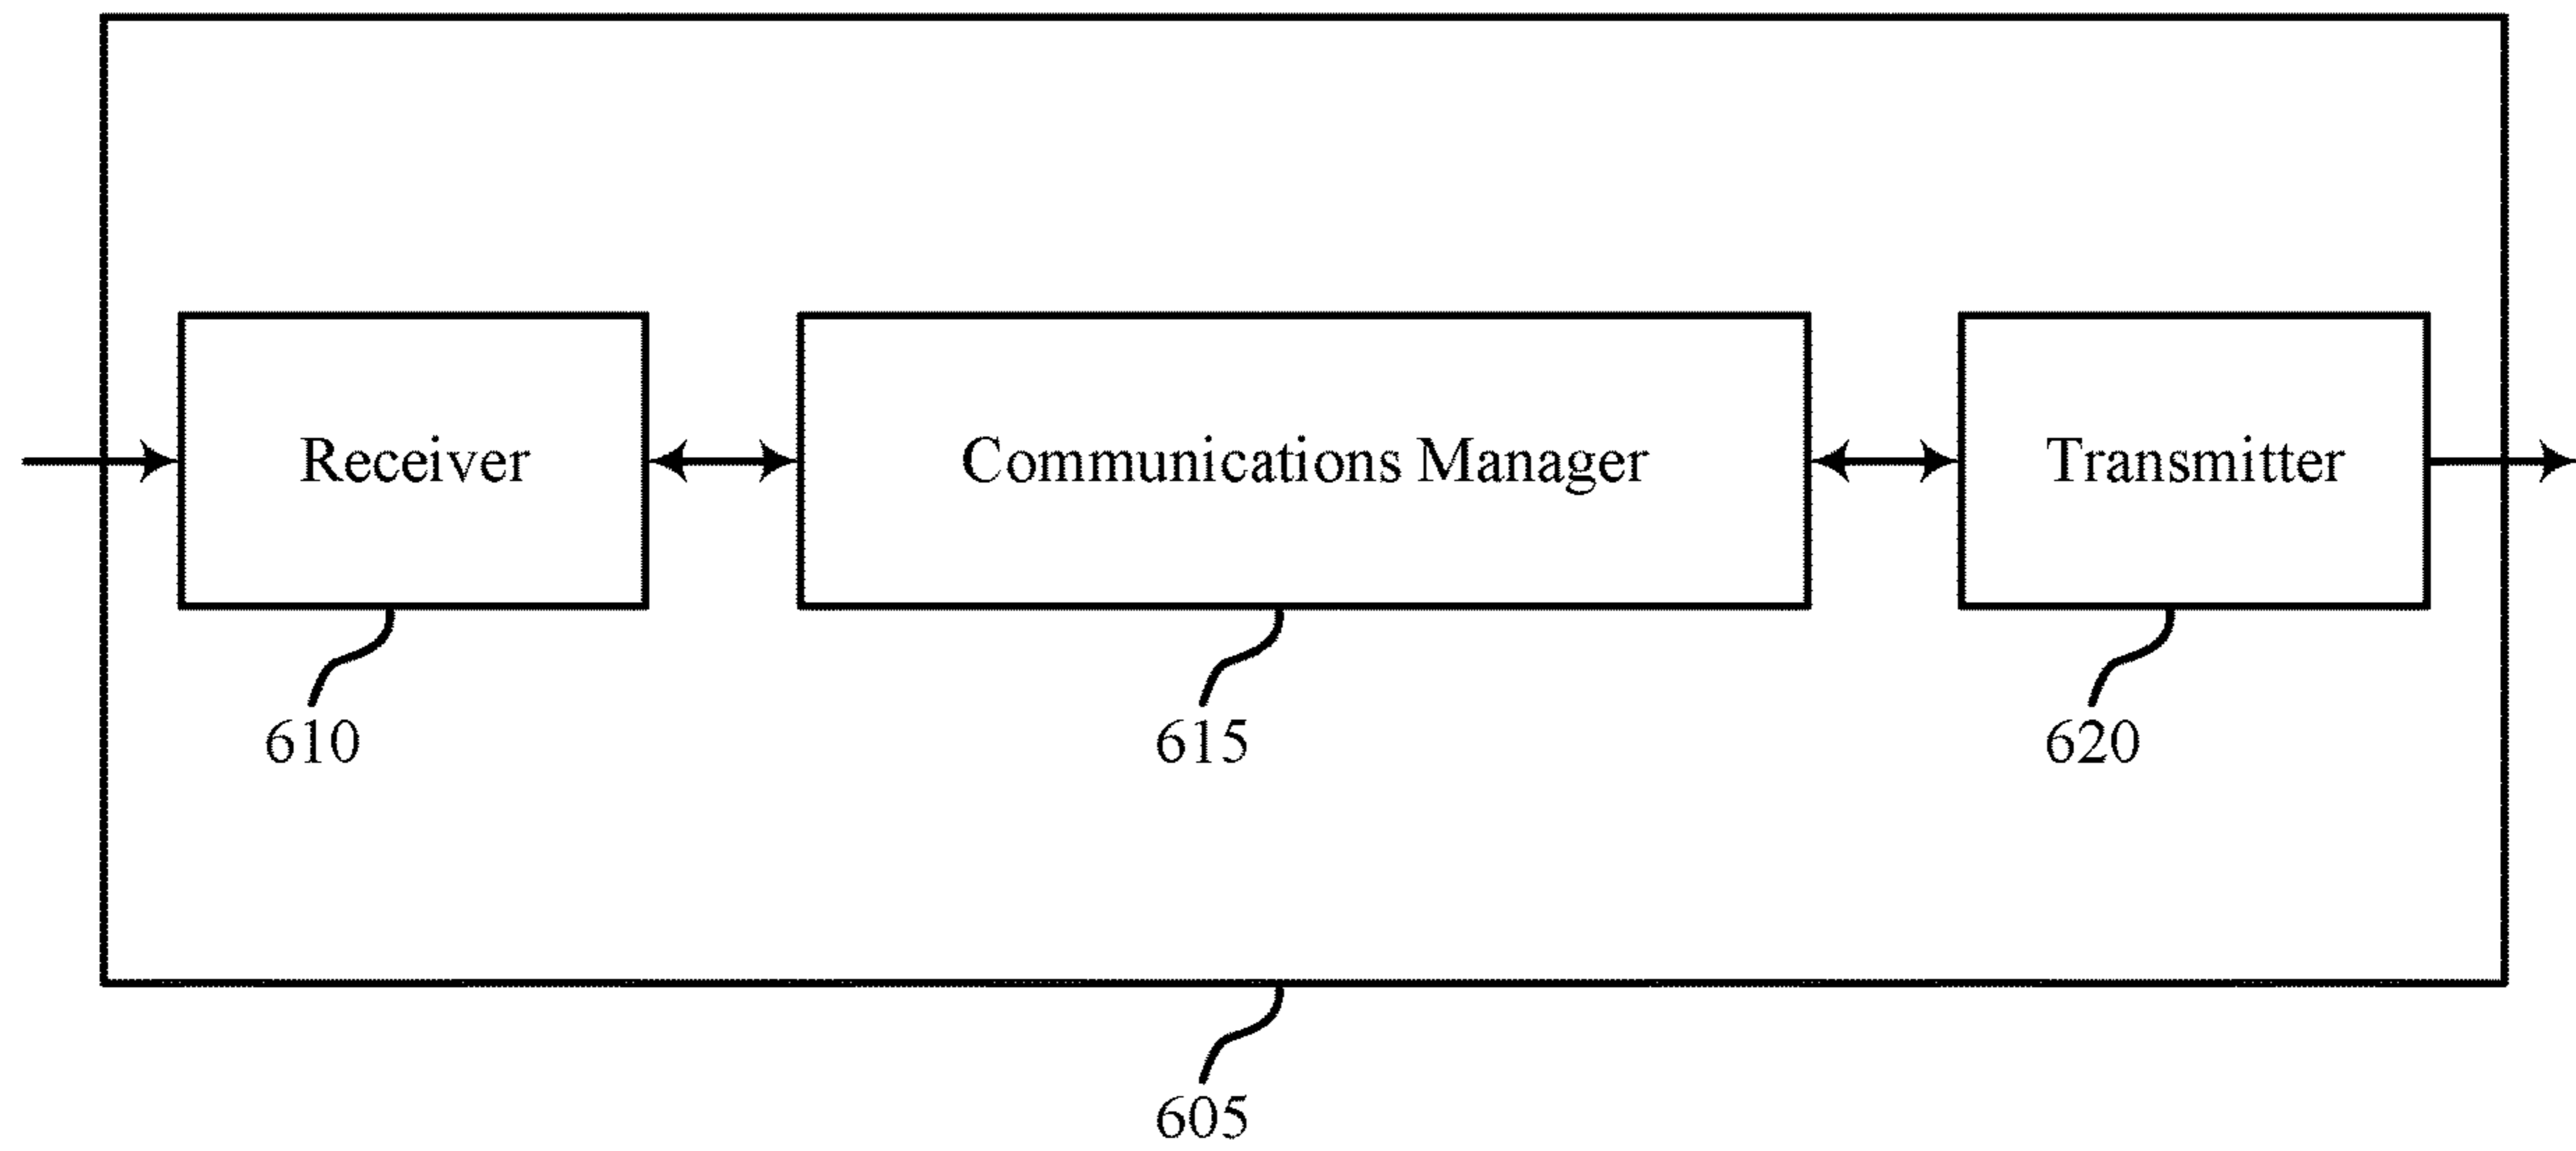 Receiver
Communications Manager
Transmitter
610
615
620
605